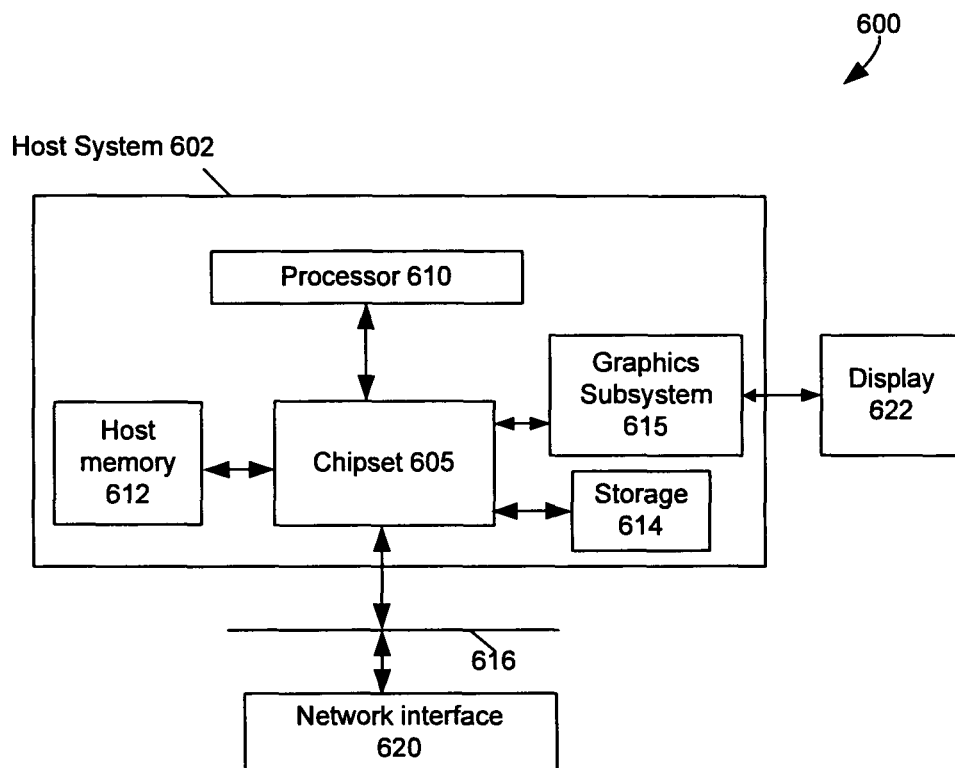 600
Host System 602
Processor 610
Graphics
Subsystem
615
Display
622
Host
memory
612
Chipset 605
Storage
614
616
Network interface
620